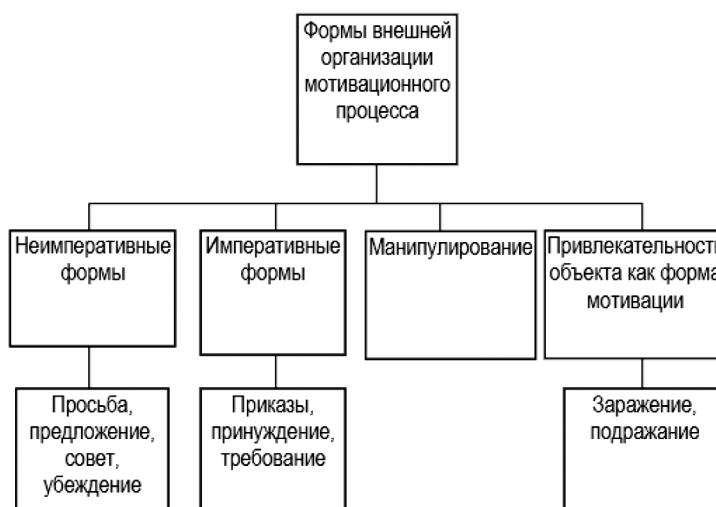 Формы внешней
организации
мотивационного
процесса
Неимперативные
формы
Императивные
формы
Манипулирование
Привлекательность
объекта как форма
мотивации
Просьба,
предложение,
совет,
убеждение
Приказы,
принуждение,
требование
Заражение,
подражание